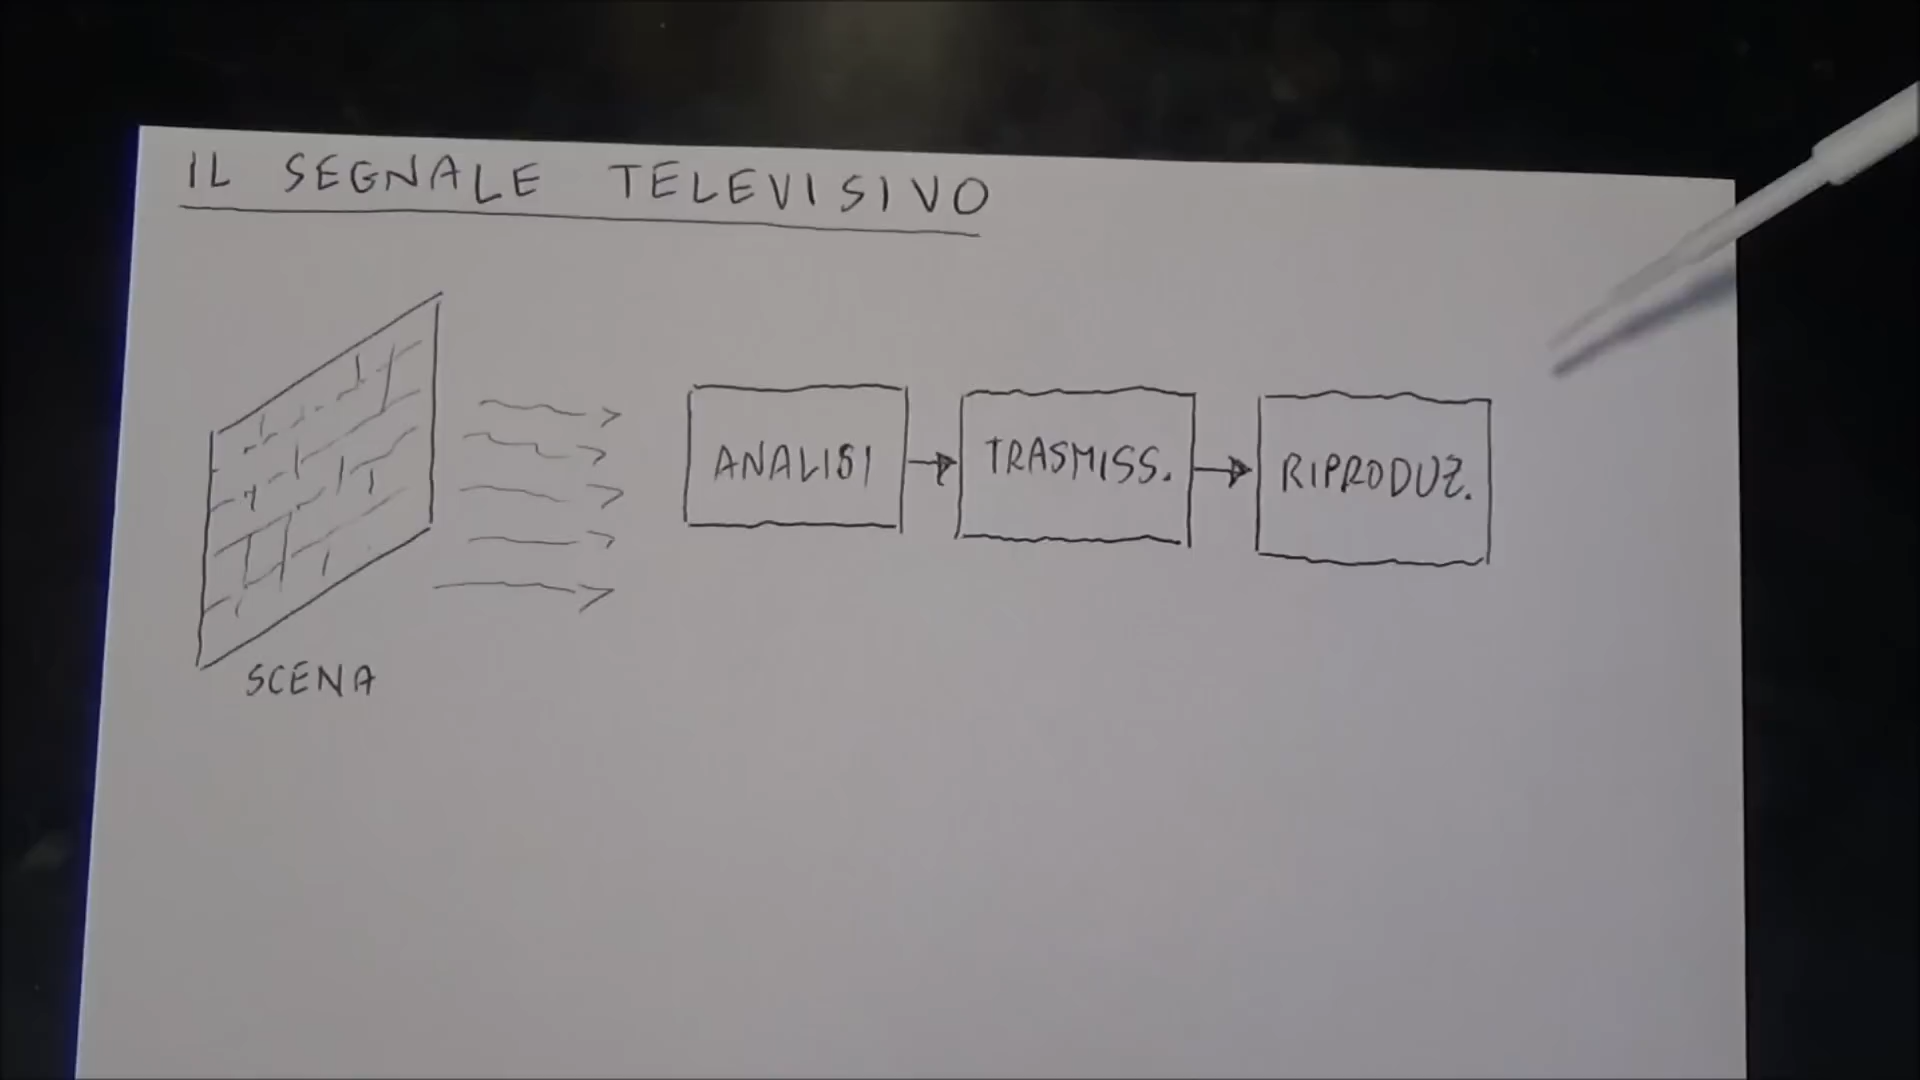 IL SEGNALE TELEVISIVO
ANALISI
TRASMISS.
RIPRODUZ.
SCENA